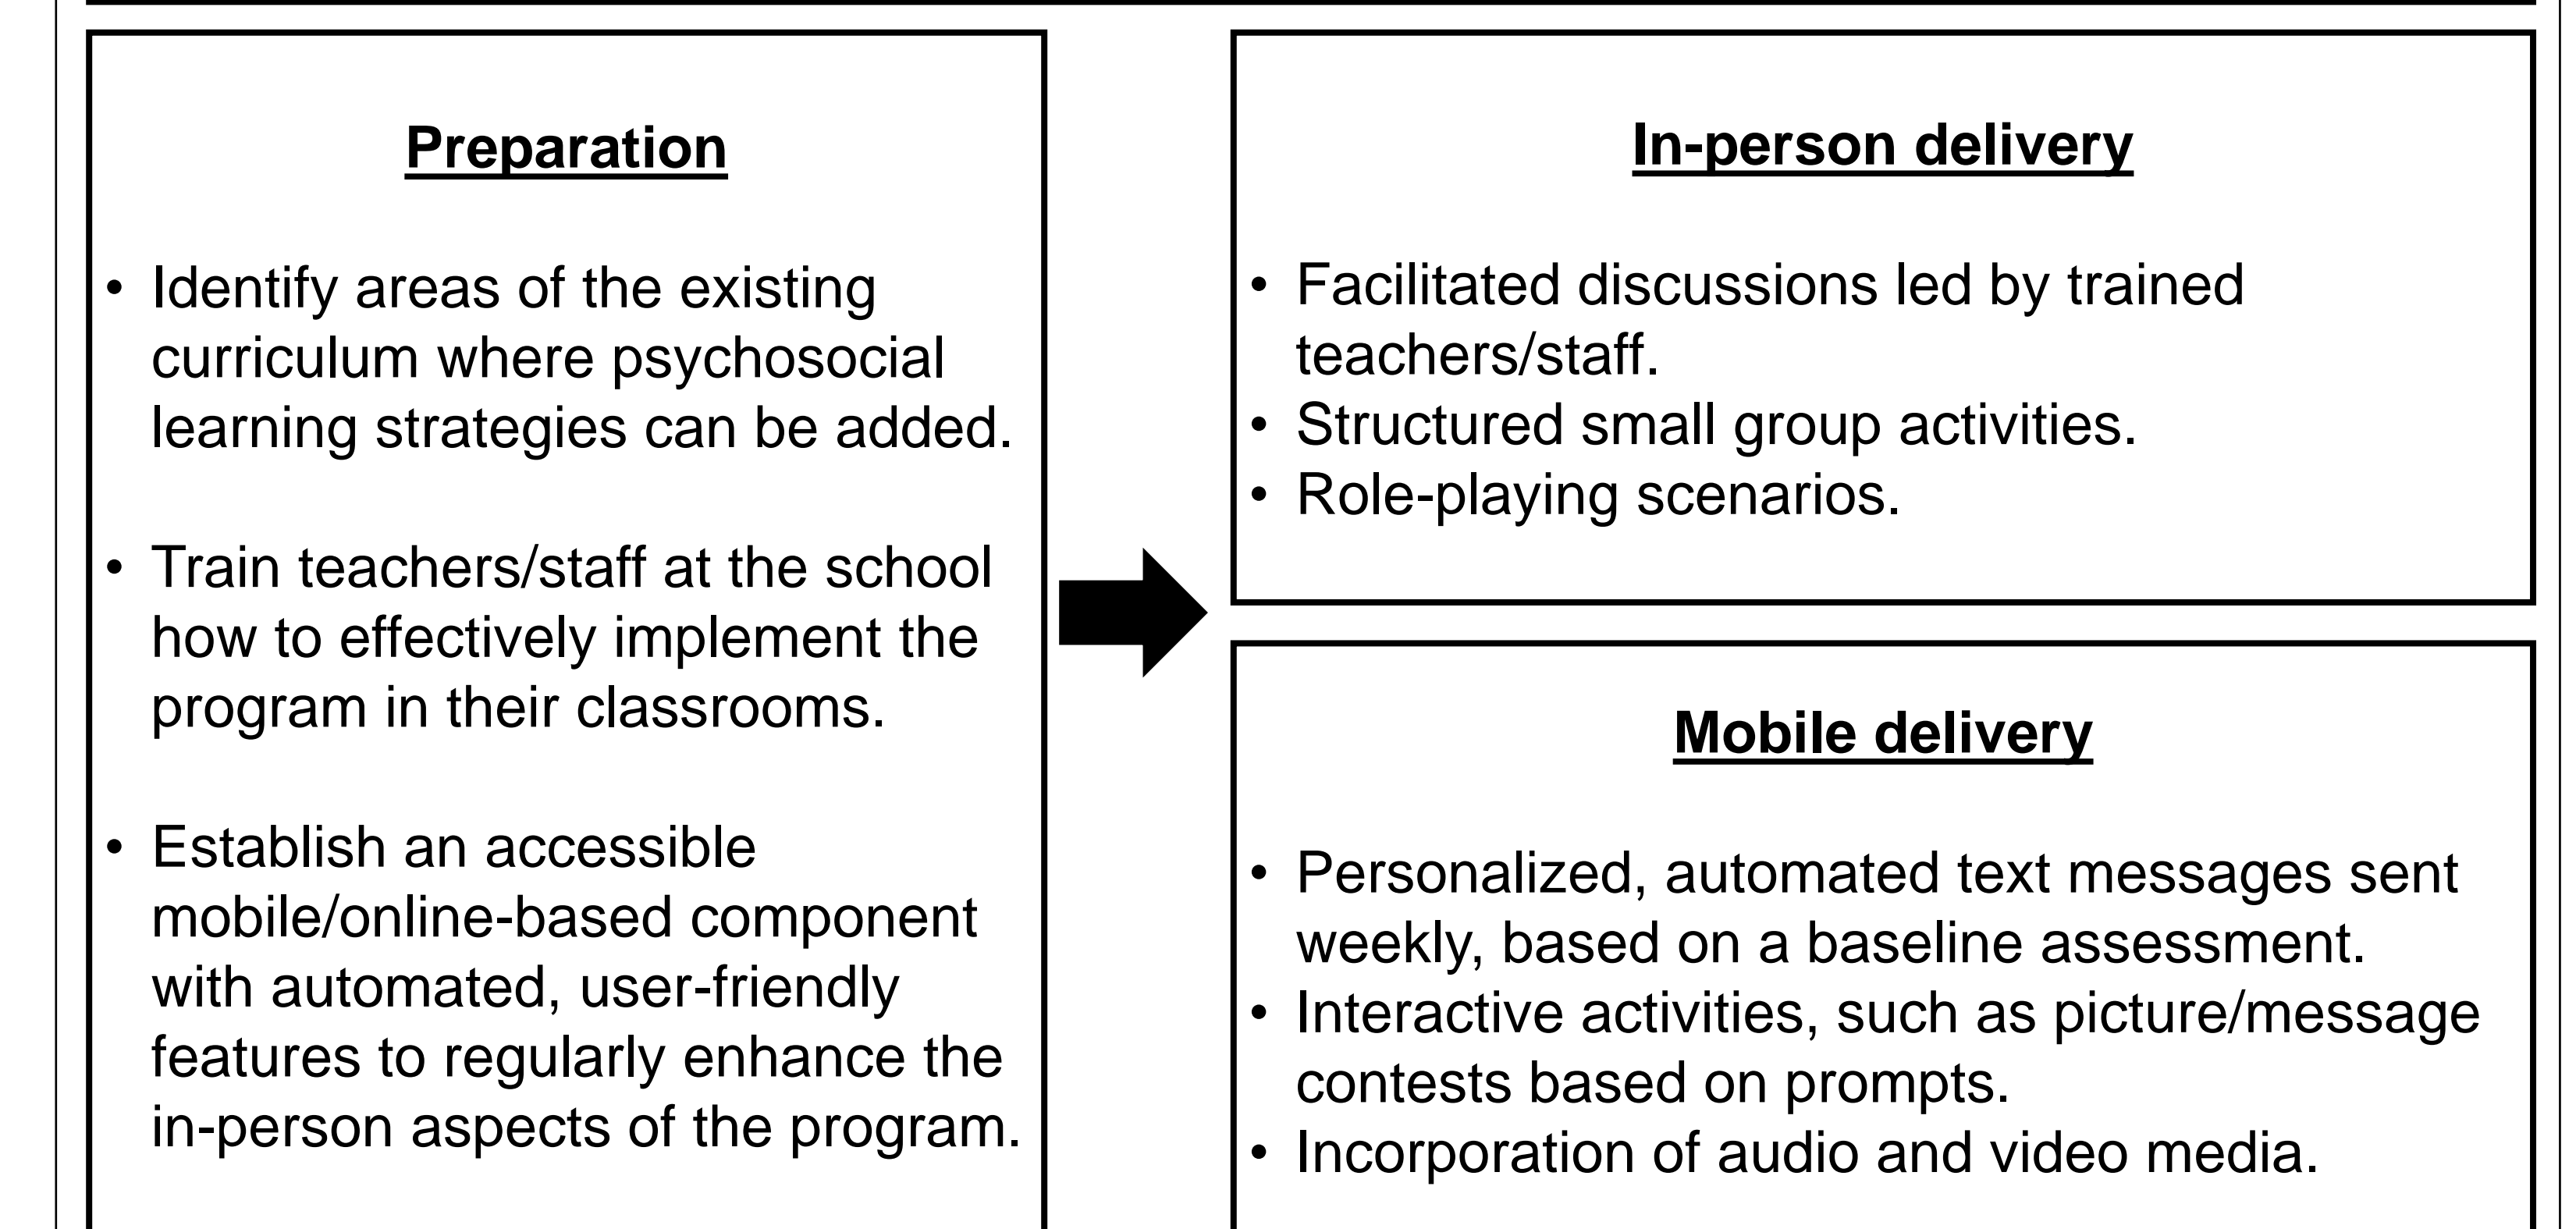 Preparation
• Identify areas of the existing
curriculum where psychosocial
learning strategies can be added.
• Train teachers/staff at the school
how to effectively implement the
program in their classrooms.
• Establish an accessible
mobile/online-based component
with automated, user-friendly
features to regularly enhance the
in-person aspects of the program.
In-person delivery
• Facilitated discussions led by trained
teachers/staff.
• Structured small group activities.
• Role-playing scenarios.
Mobile delivery
• Personalized, automated text messages sent
weekly, based on a baseline assessment.
• Interactive activities, such as picture/message
contests based on prompts.
• Incorporation of audio and video media.